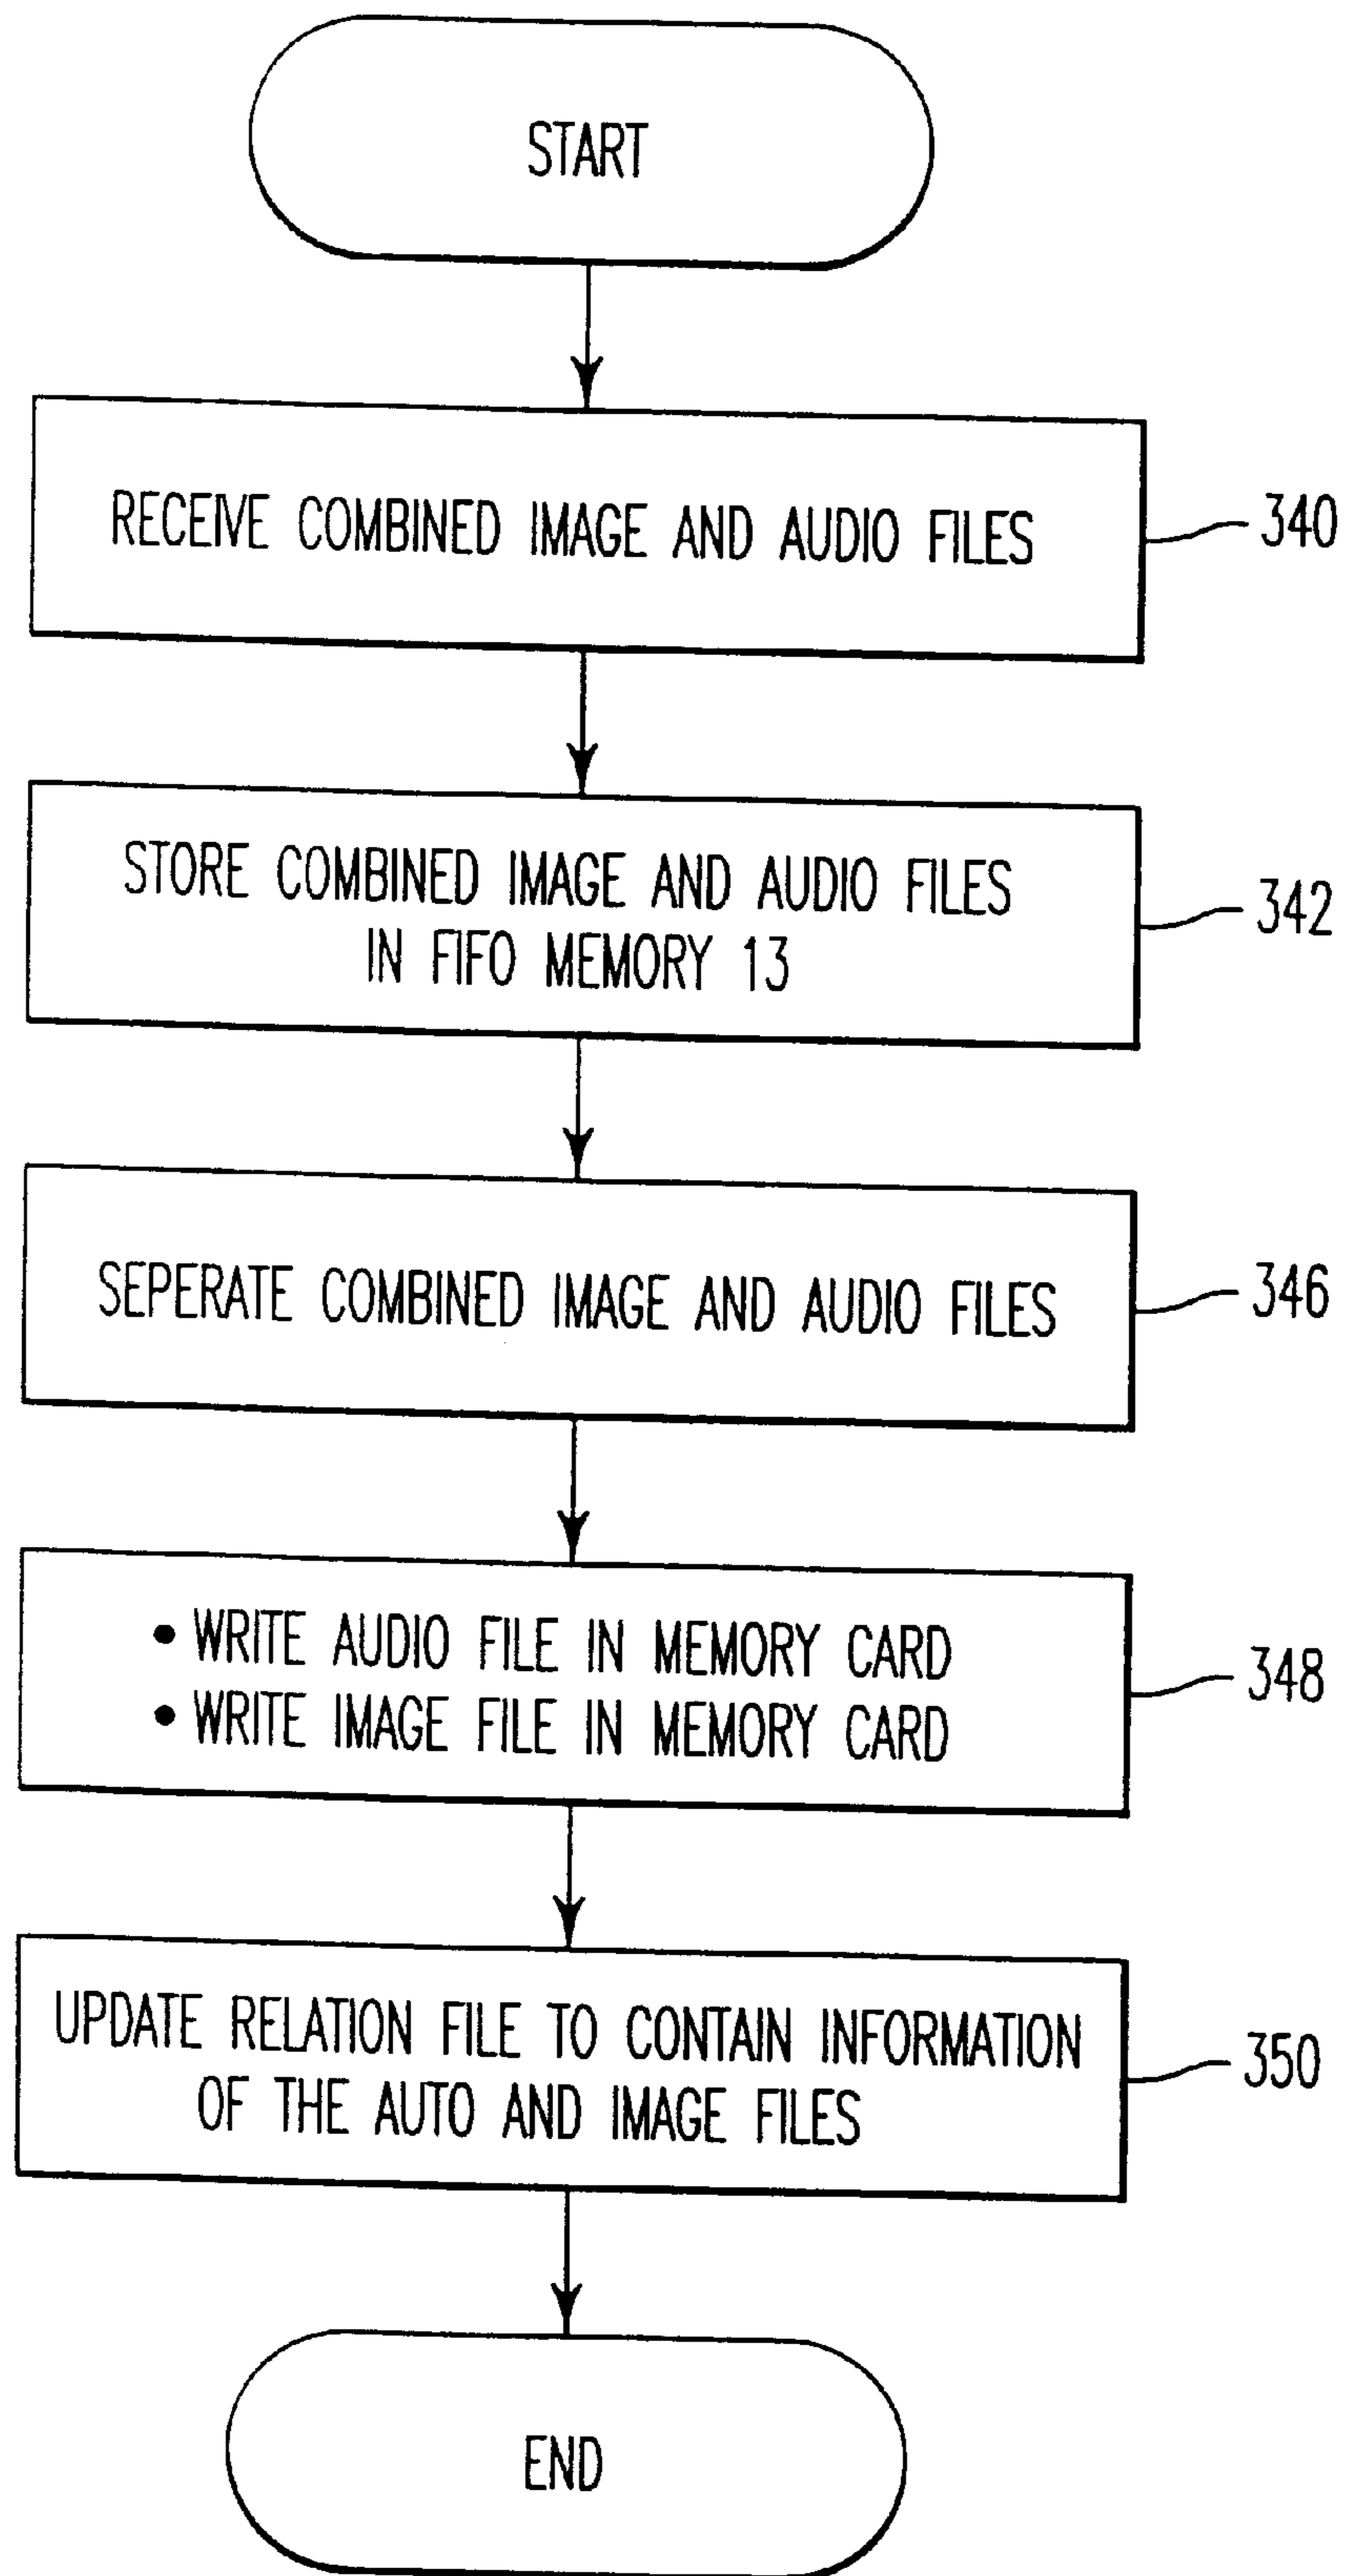 START
RECEIVE COMBINED IMAGE AND AUDIO FILES
340
STORE COMBINED IMAGE AND AUDIO FILES
IN FIFO MEMORY 13
342
SEPERATE COMBINED IMAGE AND AUDIO FILES
346
• WRITE AUDIO FILE IN MEMORY CARD
• WRITE IMAGE FILE IN MEMORY CARD
348
UPDATE RELATION FILE TO CONTAIN INFORMATION
OF THE AUTO AND IMAGE FILES
350
END